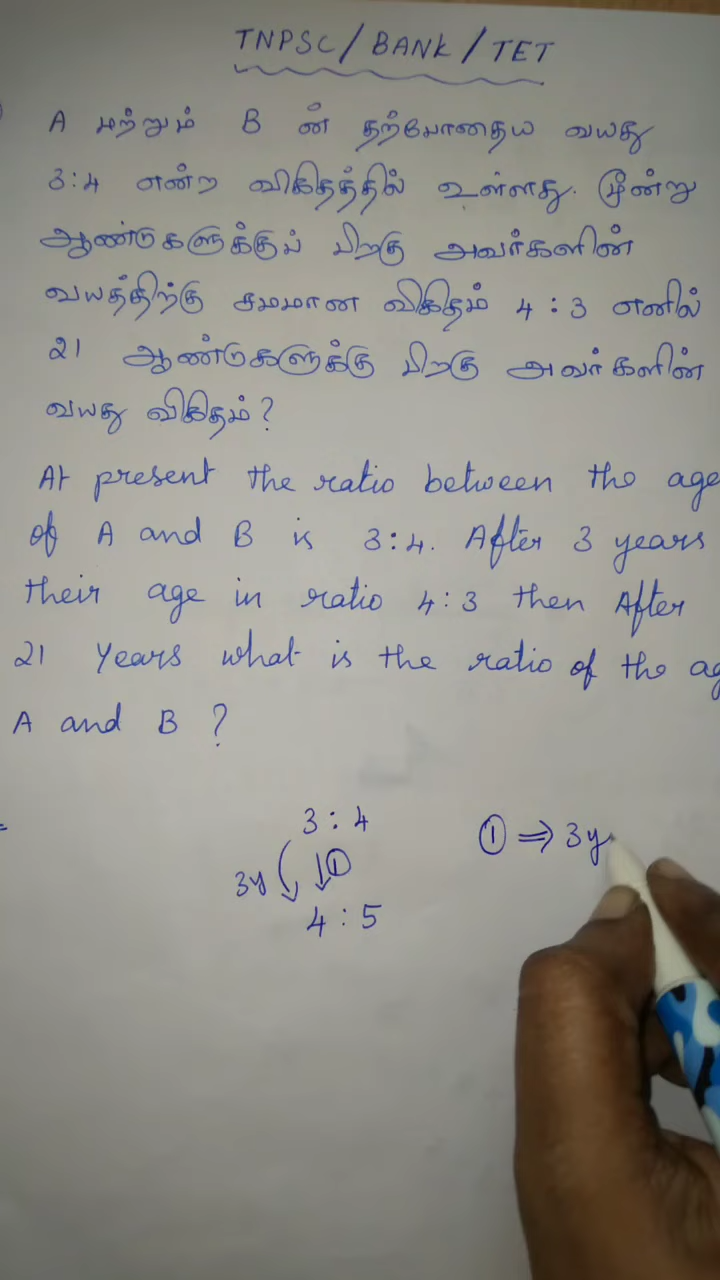 TNPSC / BANK / TET
A மற்றும் B ன் தற்போதைய வயது
3:4 என்ற விகிதத்தில் உள்ளது. மூன்று
ஆண்டுகளுக்குப் பிறகு அவர்களின்
வயத்திற்கு சமமான விகிதம் 4 : 3 எனில்
21 ஆண்டுகளுக்கு பிறகு அவர்களின்
வயது விகிதம்?
At present the ratio between the age
of A and B is 3:4. After 3 years
their age in ratio 4:3 then After
21 Years what is the ratio of the ag
A and B ?
3 : 4 ① ⇒ 3y
3y ↓①
4 : 5